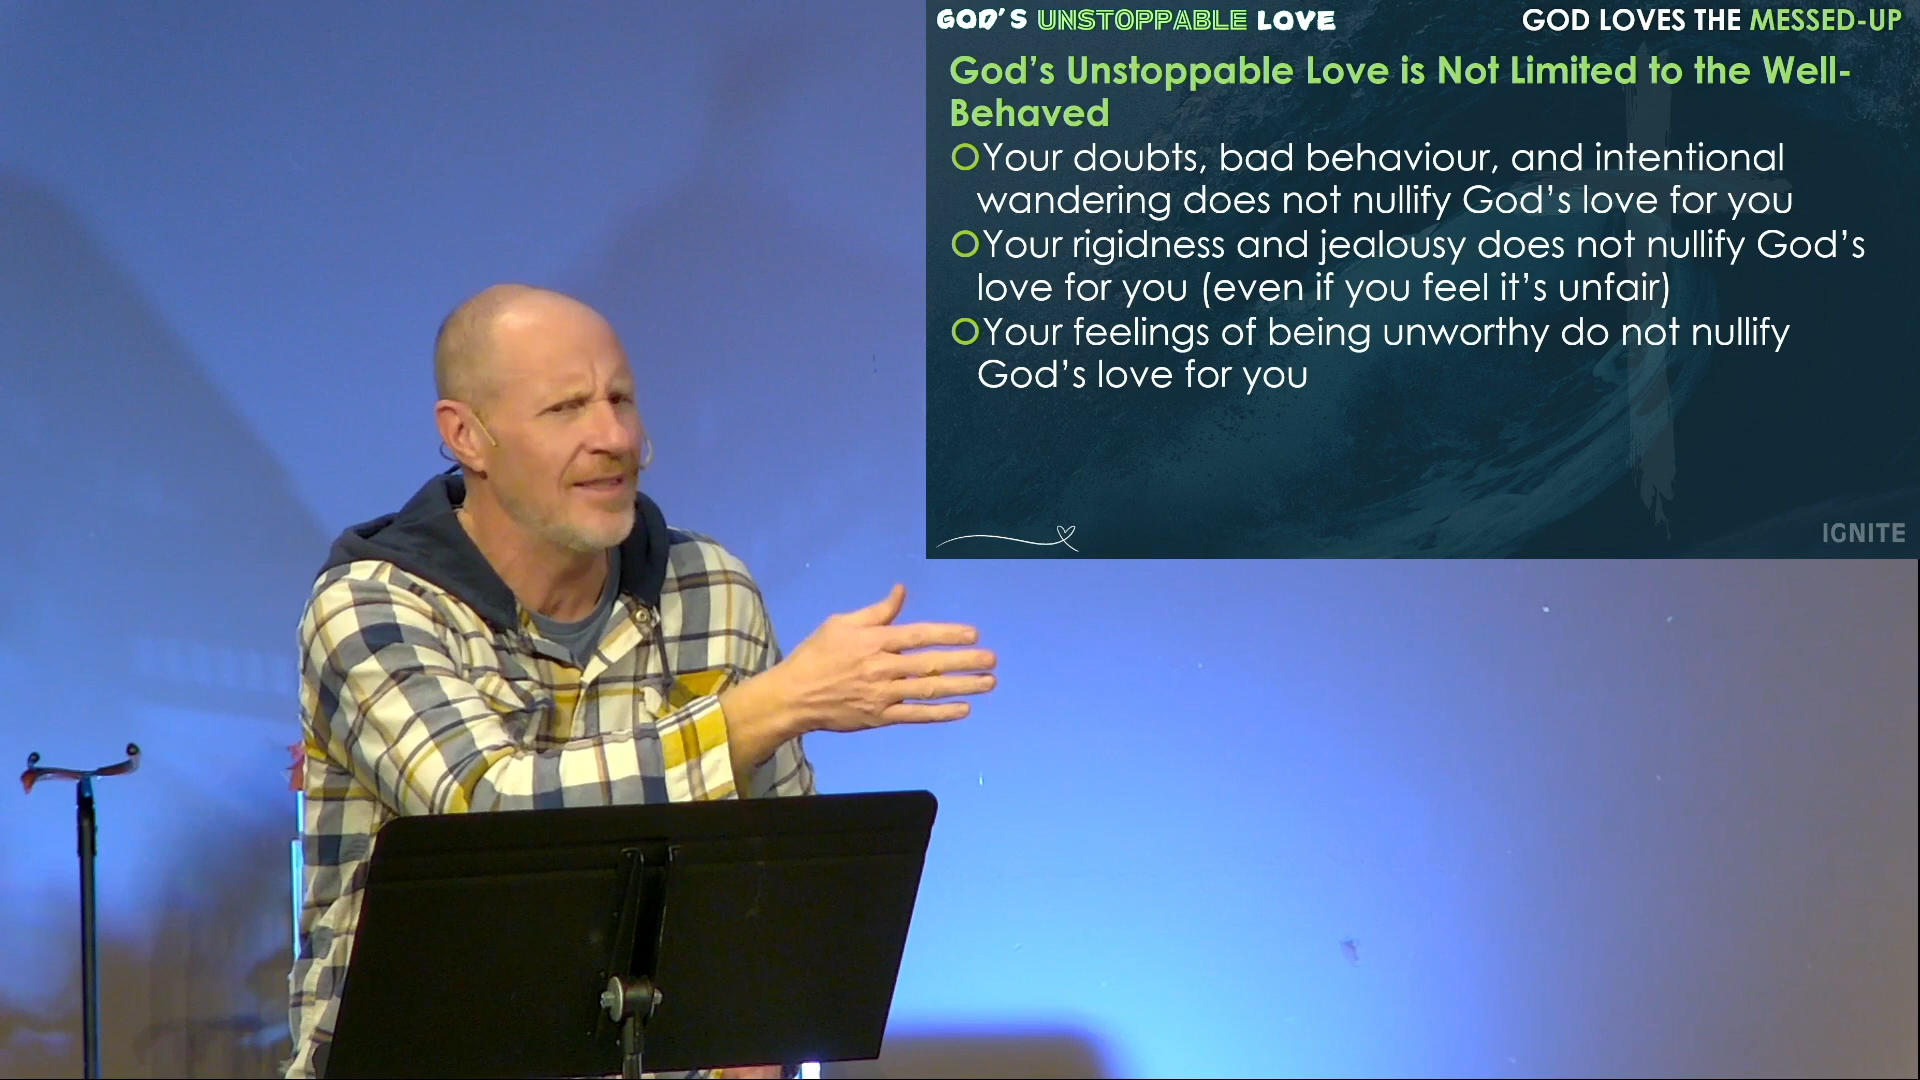 GOD'S UNSTOPPABLE LOVE
GOD LOVES THE MESSED-UP
God's Unstoppable Love is Not Limited to the Well-
Behaved
Your doubts, bad behaviour, and intentional
wandering does not nullify God's love for you
Your rigidness and jealousy does not nullify God's
love for you (even if you feel it's unfair)
Your feelings of being unworthy do not nullify
God's love for you
IGNITE